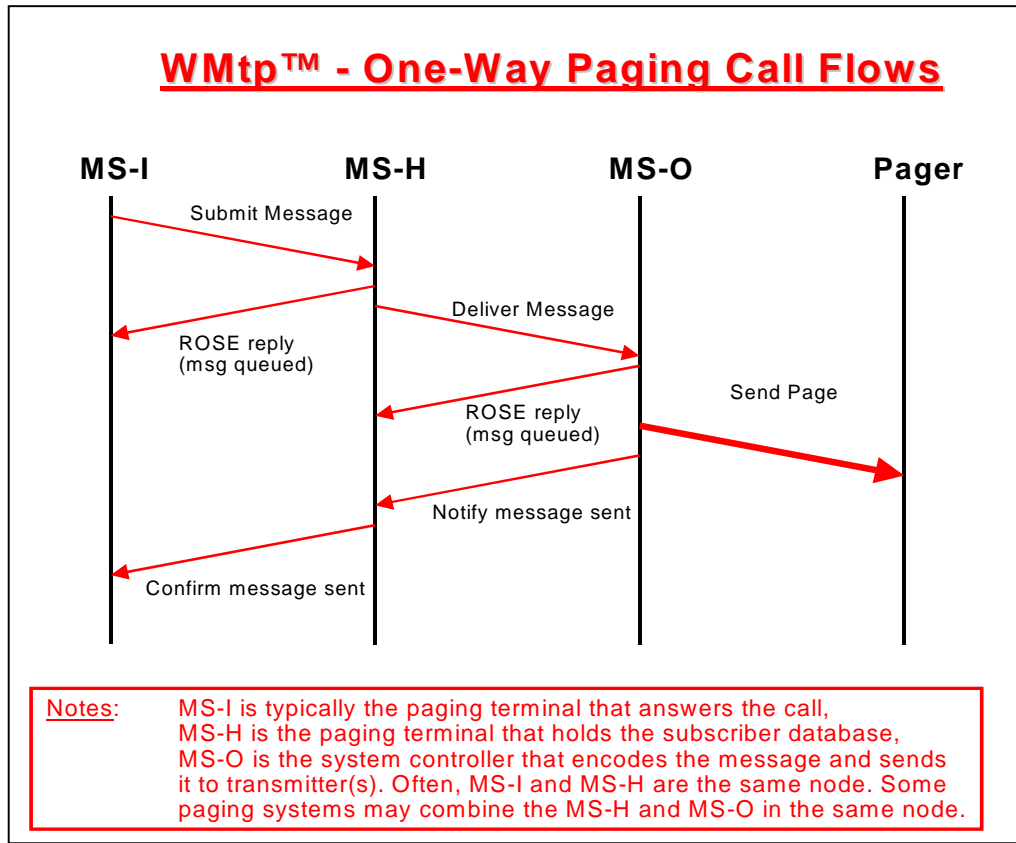 WMtp™ - One-Way Paging Call Flows
MS-I MS-H MS-O Pager
Submit Message
Deliver Message
ROSE reply
(msg queued)
Send Page
ROSE reply
(msg queued)
Notify message sent
Confirm message sent
Notes: MS-I is typically the paging terminal that answers the call,
MS-H is the paging terminal that holds the subscriber database,
MS-O is the system controller that encodes the message and sends
it to transmitter(s). Often, MS-I and MS-H are the same node. Some
paging systems may combine the MS-H and MS-O in the same node.